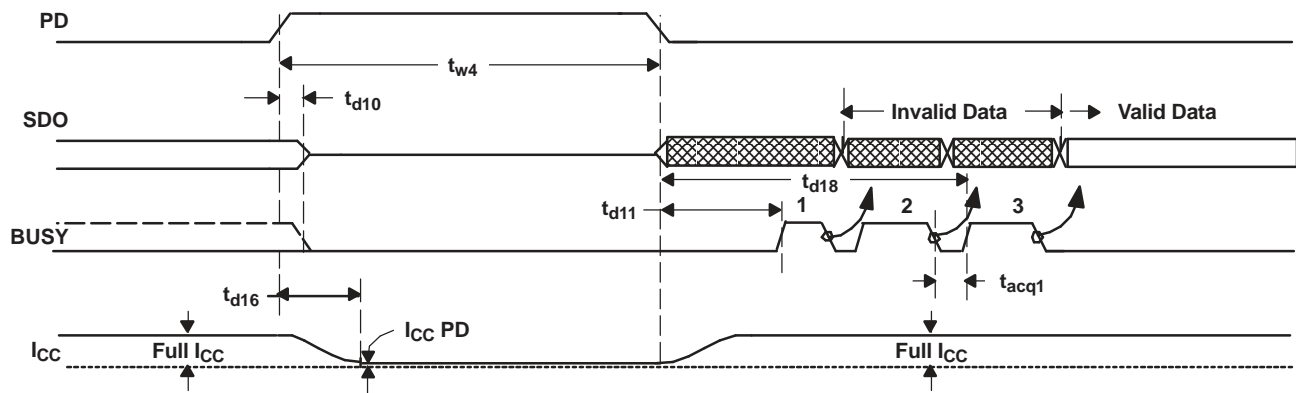 PD
tw4
td10
SDO
Invalid Data
Valid Data
td18
td11
1
2
3
BUSY
td16
tacq1
ICC PD
ICC
Full ICC
Full ICC